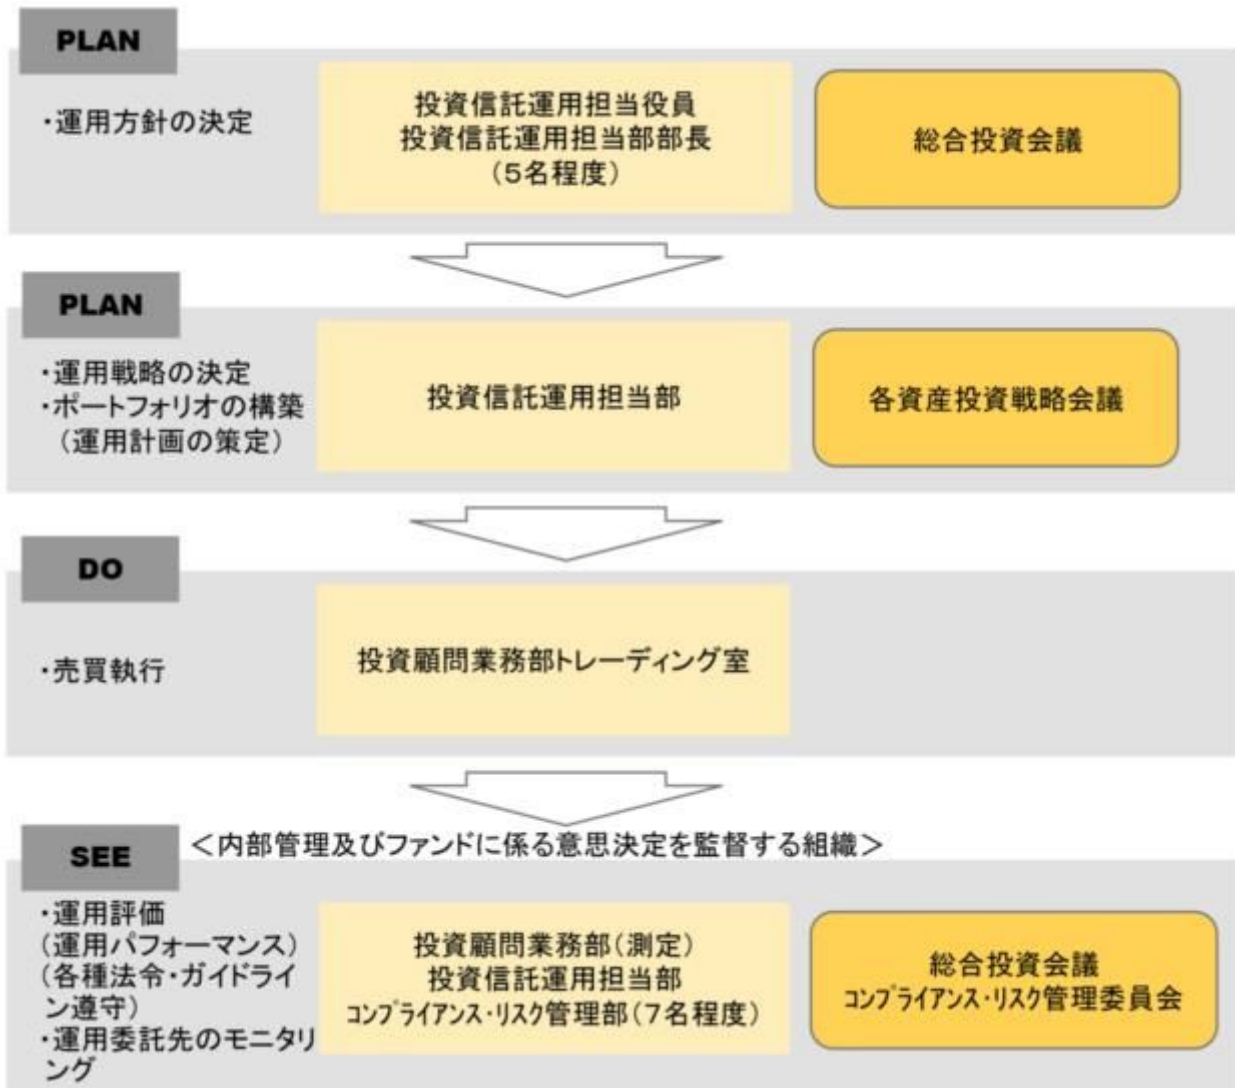 PLAN
・運用方針の決定
投資信託運用担当役員
投資信託運用担当部部長
（５名程度）
総合投資会議
PLAN
・運用戦略の決定
・ポートフォリオの構築
（運用計画の策定）
投資信託運用担当部
各資産投資戦略会議
DO
・売買執行
投資顧問業務部トレーディング室
SEE
＜内部管理及びファンドに係る意思決定を監督する組織＞
・運用評価
(運用パフォーマンス)
(各種法令・ガイドライ
ン遵守)
・運用委託先のモニタリ
ング
投資顧問業務部(測定)
投資信託運用担当部
ｺﾝﾌﾟﾗｲｱﾝｽ・ﾘｽｸ管理部(７名程度)
総合投資会議
ｺﾝﾌﾟﾗｲｱﾝｽ・ﾘｽｸ管理委員会